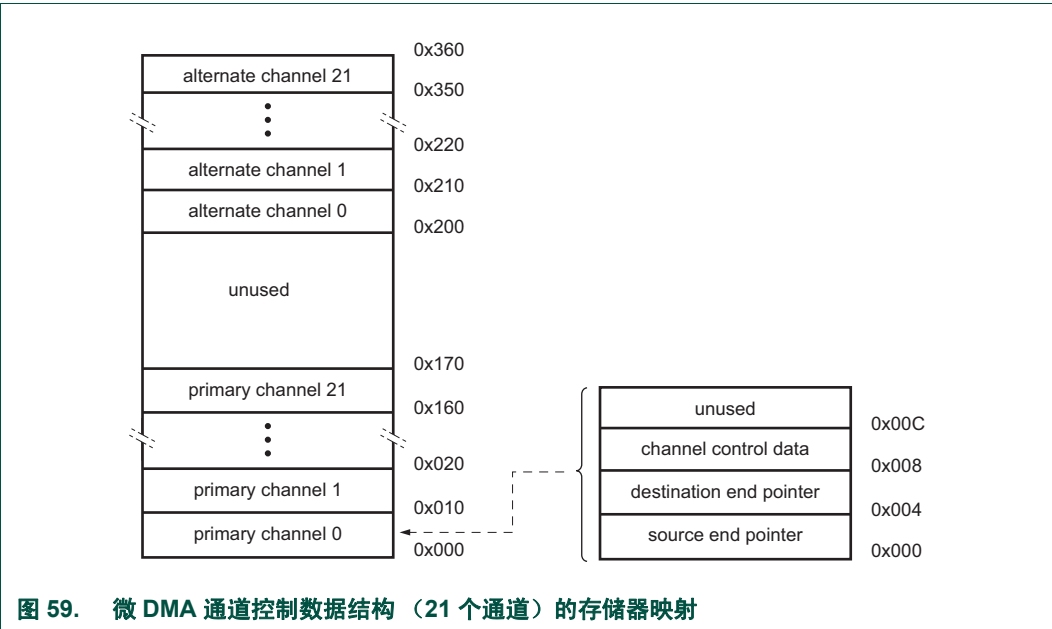 0x360
alternate channel 21
0x350
0x220
alternate channel 1
0x210
alternate channel 0
0x200
unused
0x170
primary channel 21
0x160
0x020
primary channel 1
0x010
primary channel 0
0x000
unused
0x00C
channel control data
0x008
destination end pointer
0x004
source end pointer
0x000
图 59. 微 DMA 通道控制数据结构 （21 个通道）的存储器映射